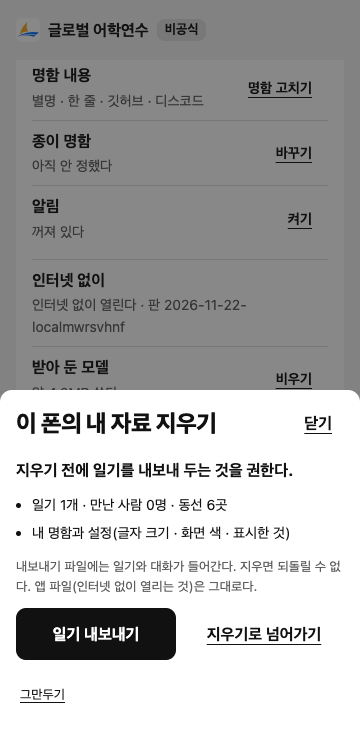 글로벌 어학연수 비공식
명함 내용
별명 · 한 줄 · 깃허브 · 디스코드
명함 고치기
종이 명함
아직 안 정했다
바꾸기
알림
꺼져 있다
켜기
인터넷 없이
인터넷 없이 열린다 · 판 2026-11-22-
localmwrsvhnf
받아 둔 모델
비우기
이 폰의 내 자료 지우기
닫기
지우기 전에 일기를 내보내 두는 것을 권한다.
• 일기 1개 · 만난 사람 0명 · 동선 6곳
• 내 명함과 설정(글자 크기 · 화면 색 · 표시한 것)
내보내기 파일에는 일기와 대화가 들어간다. 지우면 되돌릴 수 없
다. 앱 파일(인터넷 없이 열리는 것)은 그대로다.
일기 내보내기
지우기로 넘어가기
그만두기